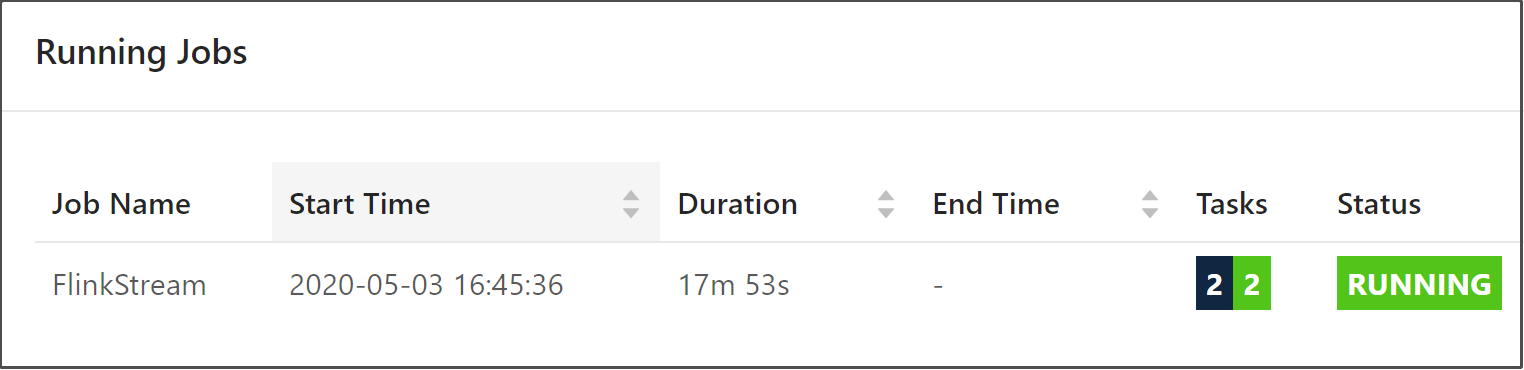 Running Jobs
Job Name Start Time Duration End Time Tasks Status
FlinkStream 2020-05-03 16:45:36 17m 53s - 2 2 RUNNING